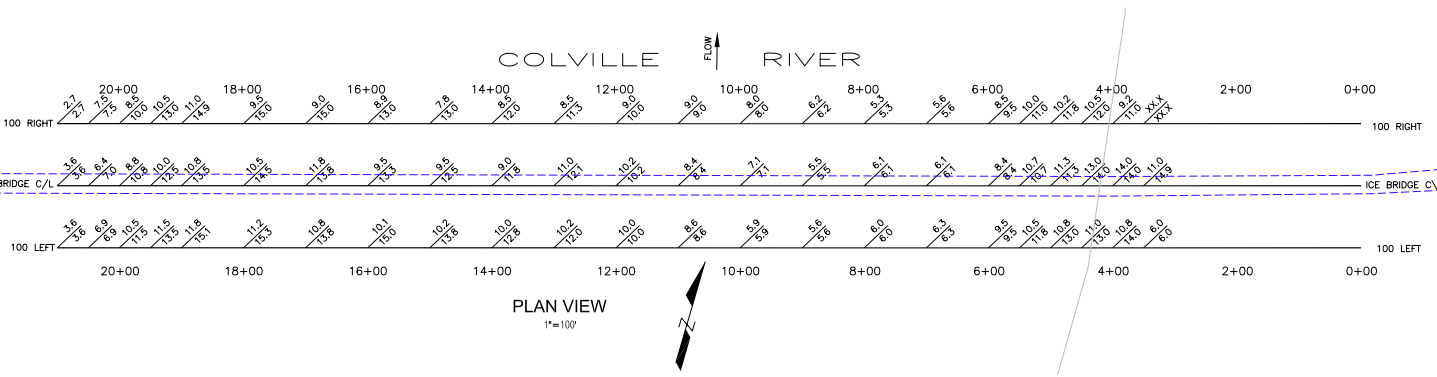 COLVILLE RIVER
FLOW
20+00 18+00 16+00 14+00 12+00 10+00 8+00 6+00 4+00 2+00 0+00
2.7 7.5 8.5 10.5 11.0 9.5 9.0 8.9 7.8 8.5 8.5 9.0 9.0 8.0 6.2 5.3 5.6 8.5 10.0 10.2 10.5 9.2 XX.X
2.7 7.5 10.0 13.0 14.9 15.0 15.0 13.0 13.0 12.0 11.3 10.0 9.0 8.0 6.2 5.3 5.6 9.5 11.0 11.8 12.0 11.0 XX.X
100 RIGHT 100 RIGHT
3.6 6.4 8.8 10.0 10.8 10.5 11.8 9.5 9.5 9.0 11.0 10.2 8.4 7.1 5.5 6.1 6.1 8.4 10.7 11.3 13.0 14.0 11.0
3.6 7.0 10.8 12.5 13.5 14.5 13.8 13.3 12.5 11.8 12.1 10.2 8.4 7.1 5.5 6.1 6.1 8.4 10.7 11.3 14.0 14.0 14.9
BRIDGE C/L ICE BRIDGE C\
3.6 6.9 10.5 11.5 11.8 11.2 10.8 10.1 10.2 10.0 10.2 10.0 8.6 5.9 5.6 6.0 6.3 9.5 10.5 10.8 11.0 10.8 6.0
3.6 6.9 11.5 13.5 15.1 15.3 13.8 15.0 13.8 12.8 12.0 10.0 8.6 5.9 5.6 6.0 6.3 9.5 11.8 13.0 13.0 14.0 6.0
100 LEFT 100 LEFT
20+00 18+00 16+00 14+00 12+00 10+00 8+00 6+00 4+00 2+00 0+00
PLAN VIEW
1"=100'
N